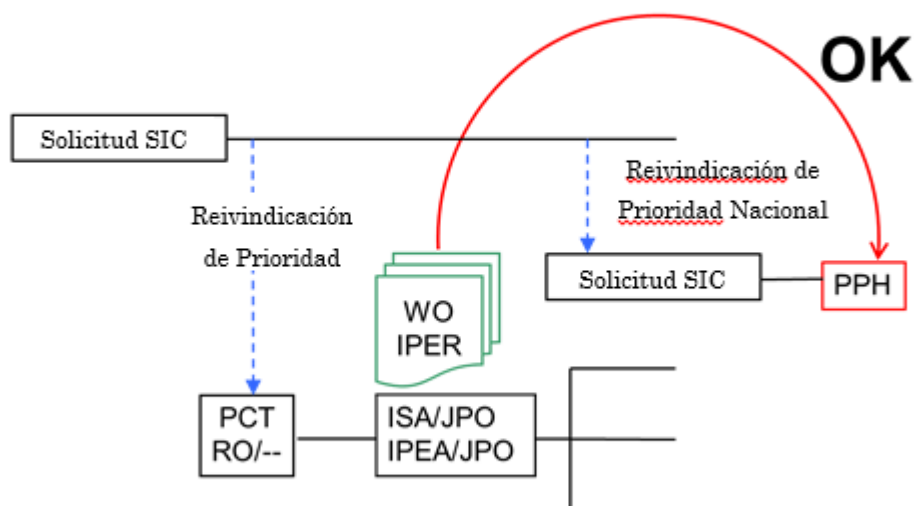 OK
Solicitud SIC
Reivindicación
de Prioridad
Reivindicación de
Prioridad Nacional
WO
IPER
Solicitud SIC
PPH
PCT
RO/--
ISA/JPO
IPEA/JPO